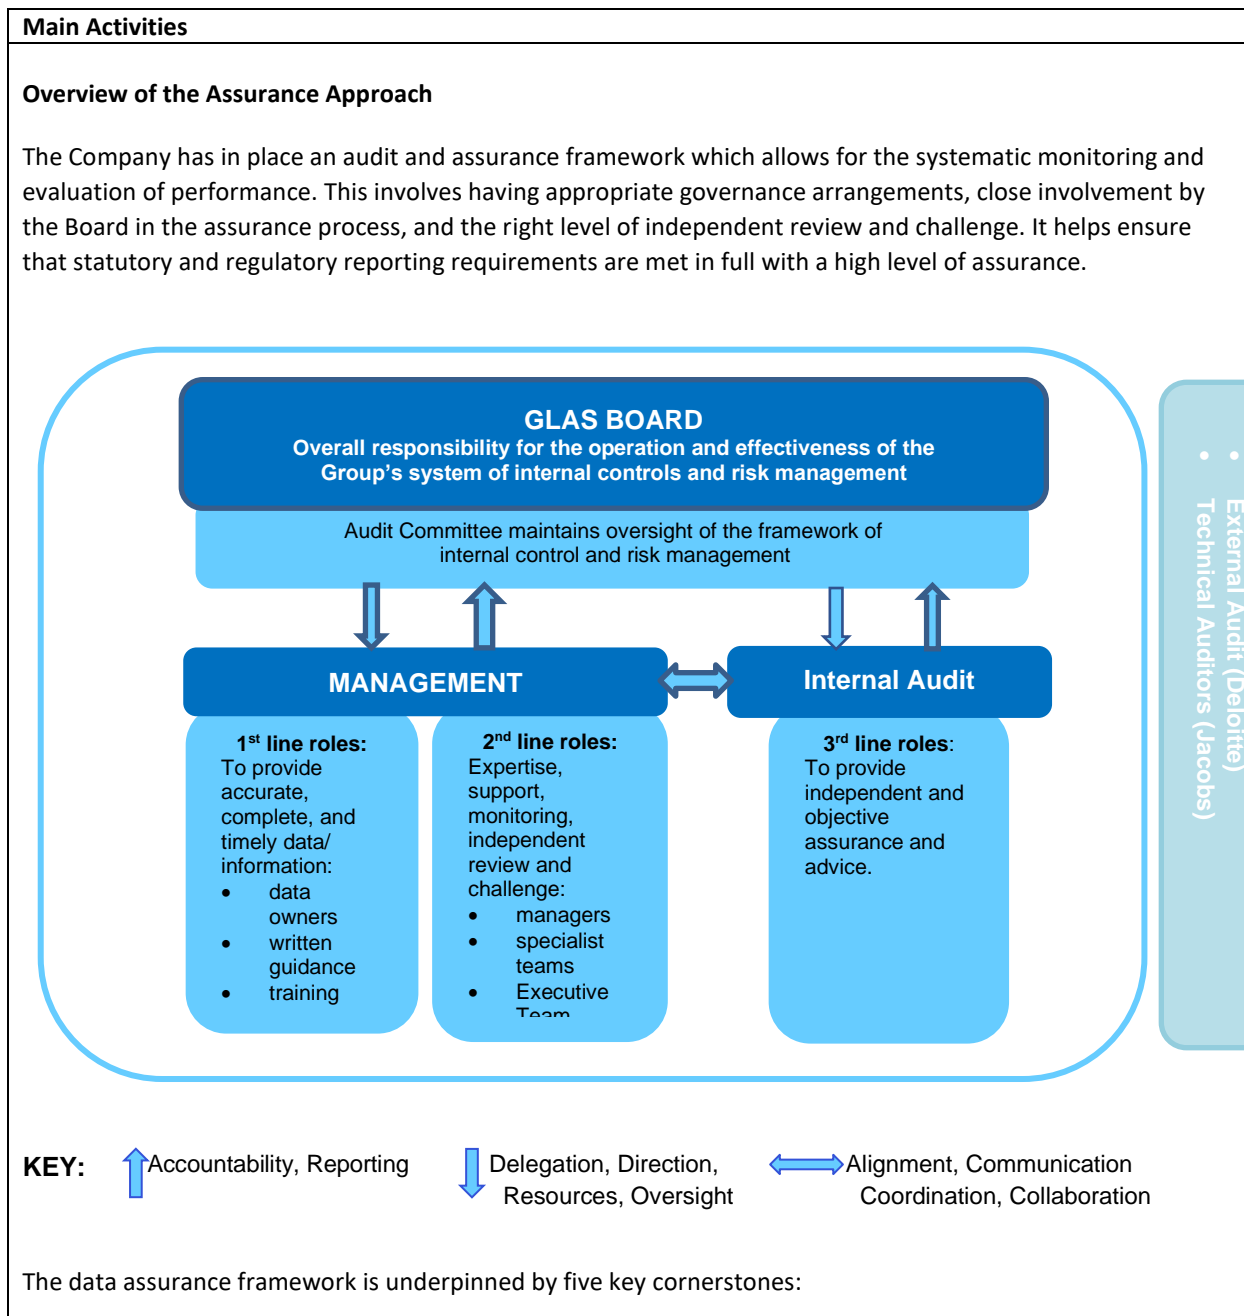 Main Activities
Overview of the Assurance Approach
The Company has in place an audit and assurance framework which allows for the systematic monitoring and
evaluation of performance. This involves having appropriate governance arrangements, close involvement by
the Board in the assurance process, and the right level of independent review and challenge. It helps ensure
that statutory and regulatory reporting requirements are met in full with a high level of assurance.
GLAS BOARD
Overall responsibility for the operation and effectiveness of the
Group's system of internal controls and risk management
Audit Committee maintains oversight of the framework of
internal control and risk management
MANAGEMENT
1st line roles:
To provide
accurate,
complete, and
timely data/
information:
• data
owners
• written
guidance
• training
2nd line roles:
Expertise,
support,
monitoring,
independent
review and
challenge:
• managers
• specialist
teams
• Executive
Team
Internal Audit
3rd line roles:
To provide
independent and
objective
assurance and
advice.
• External Audit (Deloitte)
• Technical Auditors (Jacobs)
KEY:
Accountability, Reporting
Delegation, Direction,
Resources, Oversight
Alignment, Communication
Coordination, Collaboration
The data assurance framework is underpinned by five key cornerstones: